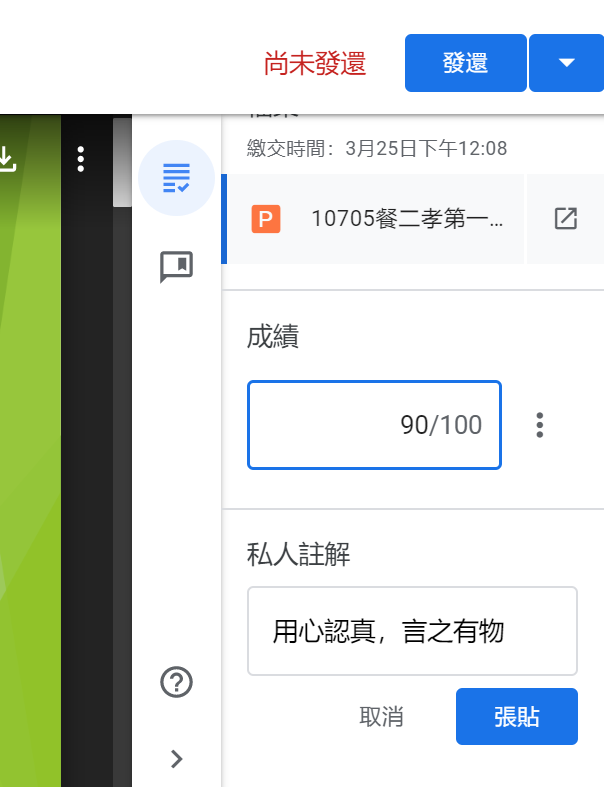 尚未發還
發還
繳交時間：3月25日下午12:08
P
10705餐二孝第一...
成績
90/100
私人註解
用心認真，言之有物
取消
張貼